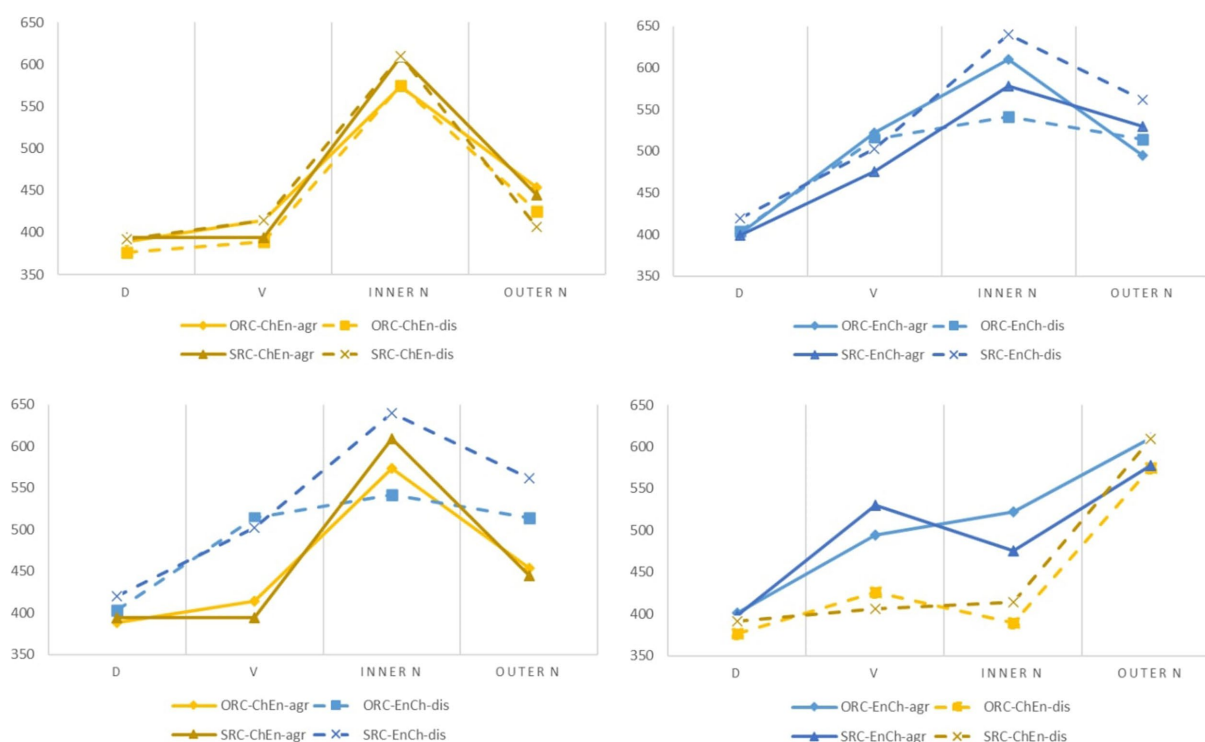 650
600
550
500
450
400
350
D V INNER N OUTER N
ORC-ChEn-agr ORC-ChEn-dis
SRC-ChEn-agr SRC-ChEn-dis
650
600
550
500
450
400
350
D V INNER N OUTER N
ORC-EnCh-agr ORC-EnCh-dis
SRC-EnCh-agr SRC-EnCh-dis
650
600
550
500
450
400
350
D V INNER N OUTER N
ORC-ChEn-agr ORC-EnCh-dis
SRC-ChEn-agr SRC-EnCh-dis
650
600
550
500
450
400
350
D V INNER N OUTER N
ORC-EnCh-agr ORC-ChEn-dis
SRC-EnCh-agr SRC-ChEn-dis